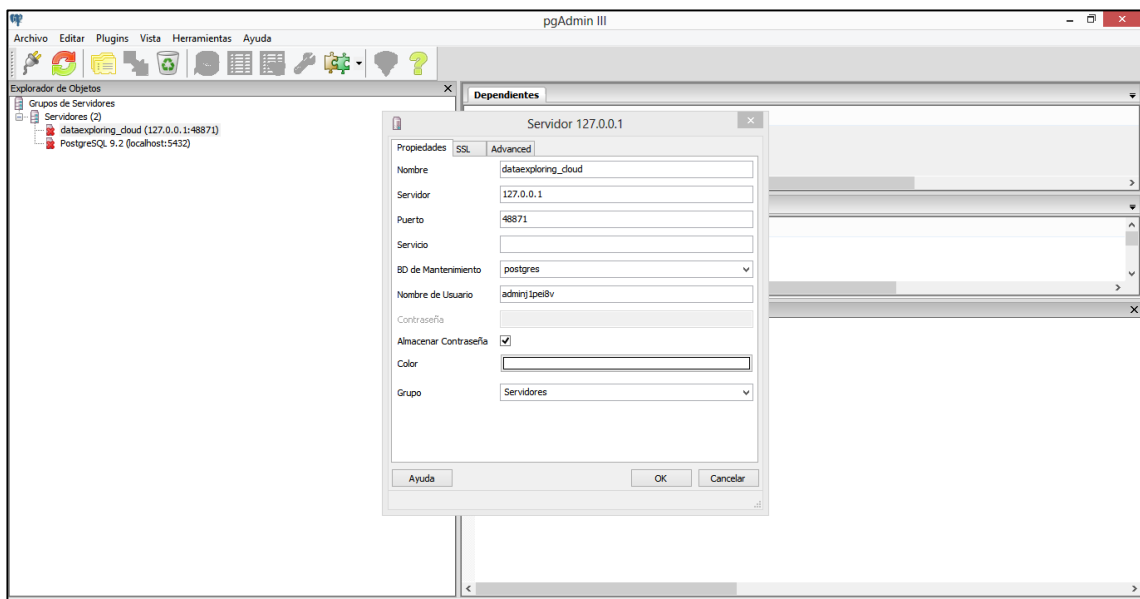 pgAdmin III
Archivo Editar Plugins Vista Herramientas Ayuda
Explorador de Objetos
Grupos de Servidores
Servidores (2)
dataexploring_cloud (127.0.0.1:48871)
PostgreSQL 9.2 (localhost:5432)
Dependientes
Servidor 127.0.0.1
Propiedades SSL Advanced
Nombre dataexploring_cloud
Servidor 127.0.0.1
Puerto 48871
Servicio
BD de Mantenimiento postgres
Nombre de Usuario adminj1pei8v
Contraseña
Almacenar Contraseña
Color
Grupo Servidores
Ayuda OK Cancelar